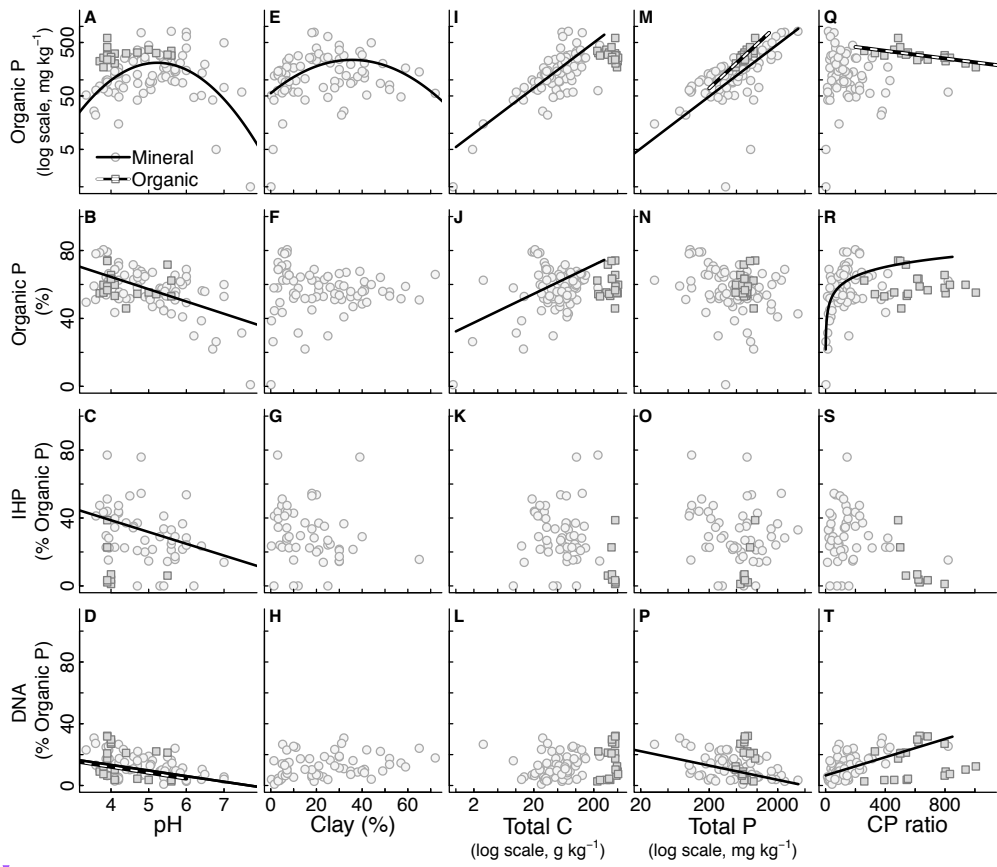 A E I M Q
Organic P
(log scale, mg kg⁻¹)
500
50
5
Mineral
Organic
B F J N R
Organic P
(%)
80
40
0
C G K O S
IHP
(% Organic P)
80
40
0
D H L P T
DNA
(% Organic P)
80
40
0
4 5 6 7 0 20 40 60 2 20 200 20 200 2000 0 400 800
pH Clay (%) Total C Total P CP ratio
(log scale, g kg⁻¹) (log scale, mg kg⁻¹)